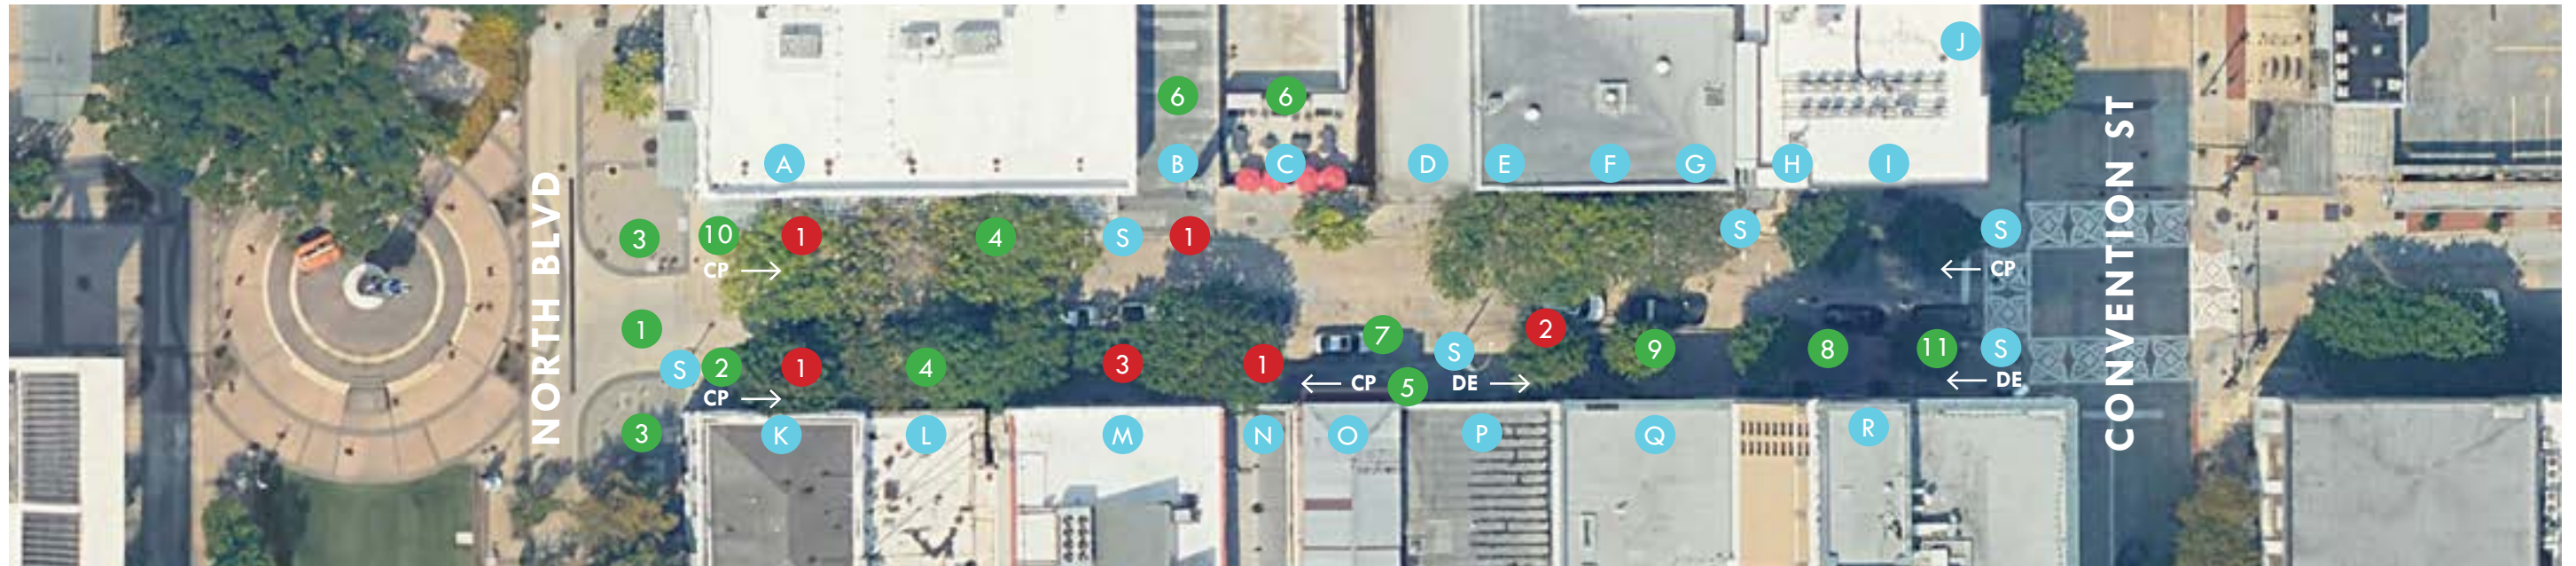 J
6 6
A B C D E F G H I
NORTH BLVD
CONVENTION ST
3 10 1 4 S 1 S S
CP → ← CP
1 7 2
S 2 1 4 3 1 S 9 8 11 S
CP → ← CP 5 DE → ← DE
3 K L M N O P Q R